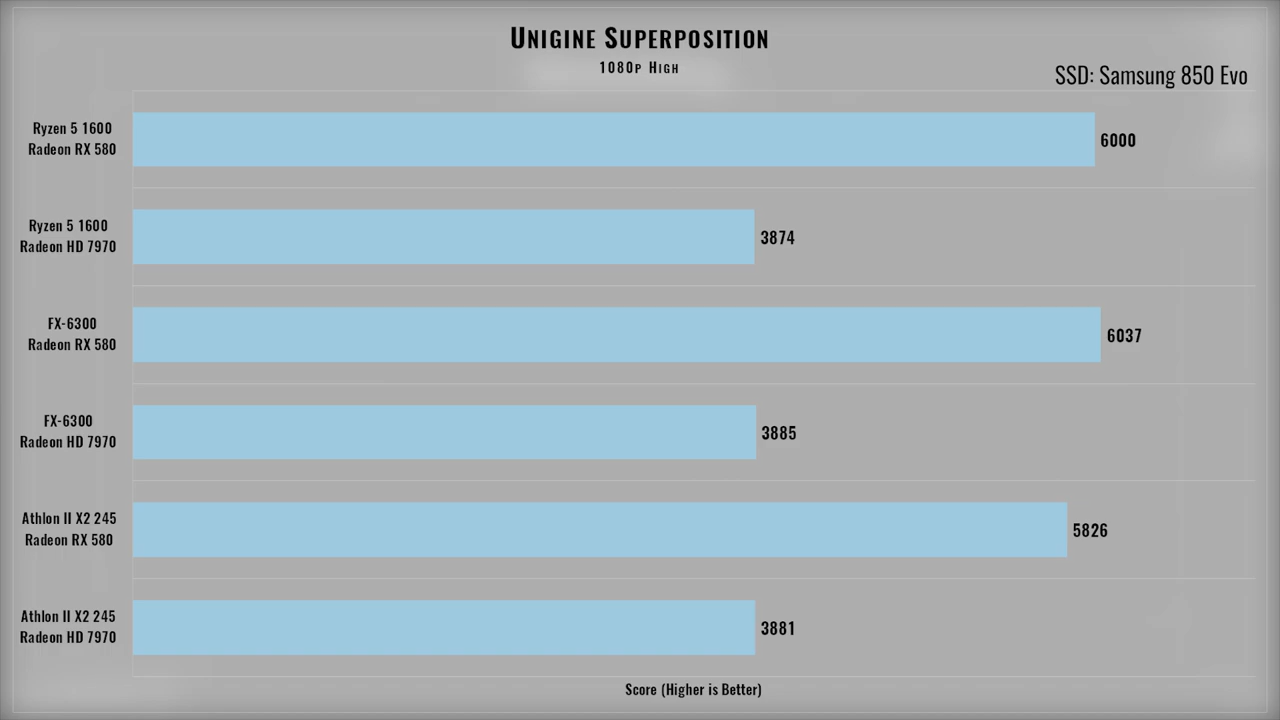 Unigine Superposition
1080p High
SSD: Samsung 850 Evo
Ryzen 5 1600
Radeon RX 580
6000
Ryzen 5 1600
Radeon HD 7970
3874
FX-6300
Radeon RX 580
6037
FX-6300
Radeon HD 7970
3885
Athlon II X2 245
Radeon RX 580
5826
Athlon II X2 245
Radeon HD 7970
3881
Score (Higher is Better)